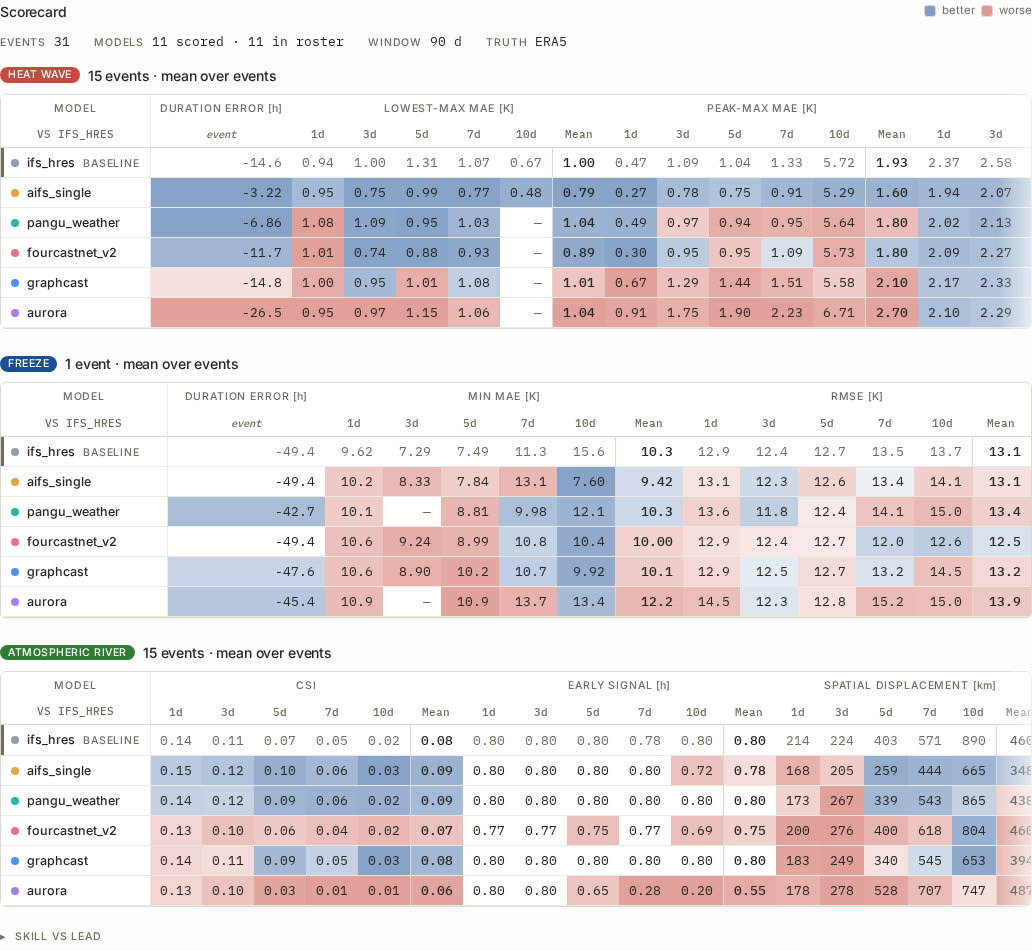 Scorecard
better worse
EVENTS 31 MODELS 11 scored · 11 in roster WINDOW 90 d TRUTH ERA5
HEAT WAVE 15 events · mean over events
MODEL DURATION ERROR [h] LOWEST-MAX MAE [K] PEAK-MAX MAE [K]
VS IFS_HRES event 1d 3d 5d 7d 10d Mean 1d 3d 5d 7d 10d Mean 1d 3d
ifs_hres BASELINE -14.6 0.94 1.00 1.31 1.07 0.67 1.00 0.47 1.09 1.04 1.33 5.72 1.93 2.37 2.58
aifs_single -3.22 0.95 0.75 0.99 0.77 0.48 0.79 0.27 0.78 0.75 0.91 5.29 1.60 1.94 2.07
pangu_weather -6.86 1.08 1.09 0.95 1.03 — 1.04 0.49 0.97 0.94 0.95 5.64 1.80 2.02 2.13
fourcastnet_v2 -11.7 1.01 0.74 0.88 0.93 — 0.89 0.30 0.95 0.95 1.09 5.73 1.80 2.09 2.27
graphcast -14.8 1.00 0.95 1.01 1.08 — 1.01 0.67 1.29 1.44 1.51 5.58 2.10 2.17 2.33
aurora -26.5 0.95 0.97 1.15 1.06 — 1.04 0.91 1.75 1.90 2.23 6.71 2.70 2.10 2.29
FREEZE 1 event · mean over events
MODEL DURATION ERROR [h] MIN MAE [K] RMSE [K]
VS IFS_HRES event 1d 3d 5d 7d 10d Mean 1d 3d 5d 7d 10d Mean
ifs_hres BASELINE -49.4 9.62 7.29 7.49 11.3 15.6 10.3 12.9 12.4 12.7 13.5 13.7 13.1
aifs_single -49.4 10.2 8.33 7.84 13.1 7.60 9.42 13.1 12.3 12.6 13.4 14.1 13.1
pangu_weather -42.7 10.1 — 8.81 9.98 12.1 10.3 13.6 11.8 12.4 14.1 15.0 13.4
fourcastnet_v2 -49.4 10.6 9.24 8.99 10.8 10.4 10.00 12.9 12.4 12.7 12.0 12.6 12.5
graphcast -47.6 10.6 8.90 10.2 10.7 9.92 10.1 12.9 12.5 12.7 13.2 14.5 13.2
aurora -45.4 10.9 — 10.9 13.7 13.4 12.2 14.5 12.3 12.8 15.2 15.0 13.9
ATMOSPHERIC RIVER 15 events · mean over events
MODEL CSI EARLY SIGNAL [h] SPATIAL DISPLACEMENT [km]
VS IFS_HRES 1d 3d 5d 7d 10d Mean 1d 3d 5d 7d 10d Mean 1d 3d 5d 7d 10d Mean
ifs_hres BASELINE 0.14 0.11 0.07 0.05 0.02 0.08 0.80 0.80 0.80 0.78 0.80 0.80 214 224 403 571 890 460
aifs_single 0.15 0.12 0.10 0.06 0.03 0.09 0.80 0.80 0.80 0.80 0.72 0.78 168 205 259 444 665 348
pangu_weather 0.14 0.12 0.09 0.06 0.02 0.09 0.80 0.80 0.80 0.80 0.80 0.80 173 267 339 543 865 438
fourcastnet_v2 0.13 0.10 0.06 0.04 0.02 0.07 0.77 0.77 0.75 0.77 0.69 0.75 200 276 400 618 804 460
graphcast 0.14 0.11 0.09 0.05 0.03 0.08 0.80 0.80 0.80 0.80 0.80 0.80 183 249 340 545 653 394
aurora 0.13 0.10 0.03 0.01 0.01 0.06 0.80 0.80 0.65 0.28 0.20 0.55 178 278 528 707 747 487
SKILL VS LEAD